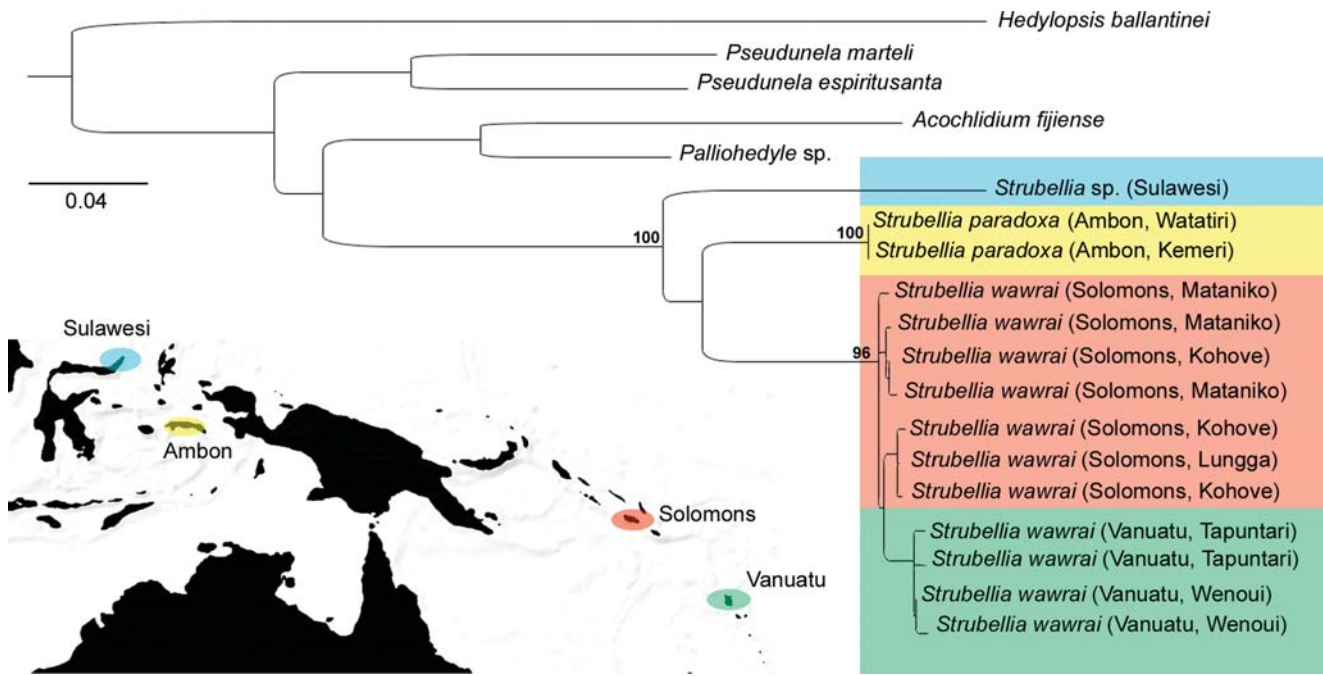 Hedylopsis ballantinei
Pseudunela marteli
Pseudunela espiritusanta
Acochlidium fijiense
Palliohedyle sp.
0.04
Strubellia sp. (Sulawesi)
100
100
Strubellia paradoxa (Ambon, Watatiri)
Strubellia paradoxa (Ambon, Kemeri)
Strubellia wawrai (Solomons, Mataniko)
Strubellia wawrai (Solomons, Mataniko)
96
Strubellia wawrai (Solomons, Kohove)
Strubellia wawrai (Solomons, Mataniko)
Strubellia wawrai (Solomons, Kohove)
Strubellia wawrai (Solomons, Lungga)
Strubellia wawrai (Solomons, Kohove)
Strubellia wawrai (Vanuatu, Tapuntari)
Strubellia wawrai (Vanuatu, Tapuntari)
Strubellia wawrai (Vanuatu, Wenoui)
Strubellia wawrai (Vanuatu, Wenoui)
Sulawesi
Ambon
Solomons
Vanuatu